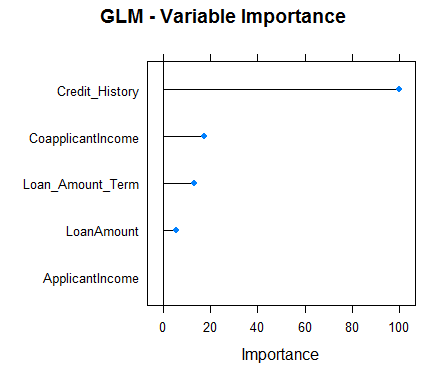 GLM - Variable Importance
Credit_History
CoapplicantIncome
Loan_Amount_Term
LoanAmount
ApplicantIncome
0 20 40 60 80 100
Importance